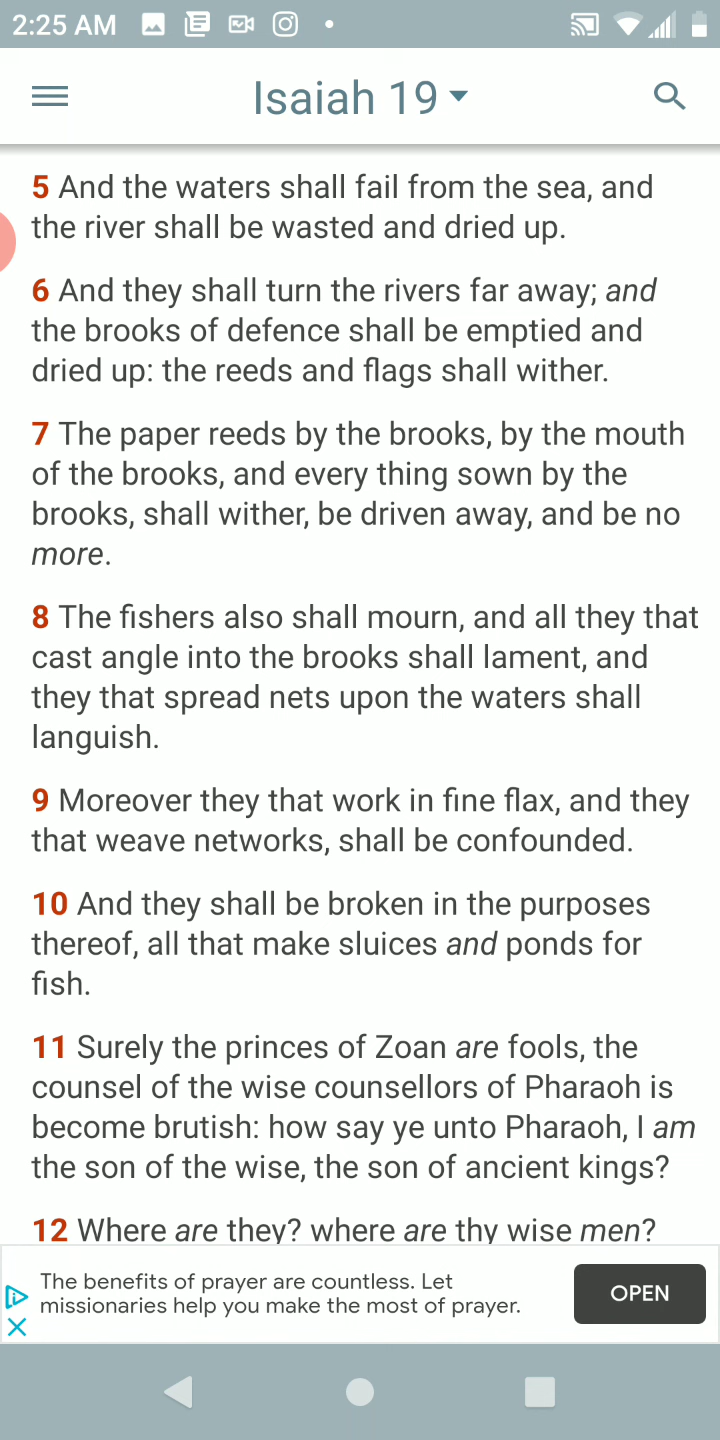 2:25 AM
Isaiah 19
5 And the waters shall fail from the sea, and
the river shall be wasted and dried up.
6 And they shall turn the rivers far away; and
the brooks of defence shall be emptied and
dried up: the reeds and flags shall wither.
7 The paper reeds by the brooks, by the mouth
of the brooks, and every thing sown by the
brooks, shall wither, be driven away, and be no
more.
8 The fishers also shall mourn, and all they that
cast angle into the brooks shall lament, and
they that spread nets upon the waters shall
languish.
9 Moreover they that work in fine flax, and they
that weave networks, shall be confounded.
10 And they shall be broken in the purposes
thereof, all that make sluices and ponds for
fish.
11 Surely the princes of Zoan are fools, the
counsel of the wise counsellors of Pharaoh is
become brutish: how say ye unto Pharaoh, I am
the son of the wise, the son of ancient kings?
12 Where are they? where are thy wise men?
The benefits of prayer are countless. Let
missionaries help you make the most of prayer.
OPEN